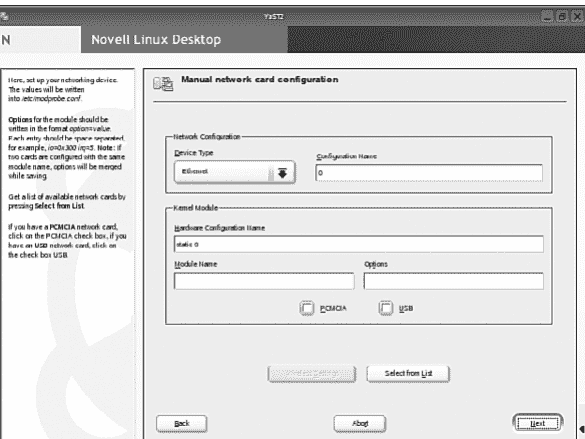 YaST2
N
Novell Linux Desktop
Here, set up your networking device.
The values will be written
into /etc/modprobe.conf.
Options for the module should be
written in the format option=value.
Each entry should be space separated,
for example, io=0x300 irq=5. Note: If
two cards are configured with the same
module name, options will be merged
while saving.
Get a list of available network cards by
pressing Select from List
If you have a PCMCIA network card,
click on the PCMCIA check box, if you
have an USB network card, click on
the check box USB
Manual network card configuration
Network Configuration
Device Type
Ethernet
Configuration Name
0
Kernel Module
Hardware Configuration Name
static 0
Module Name
Options
PCMCIA
USB
Select from List
Back
Abort
Next